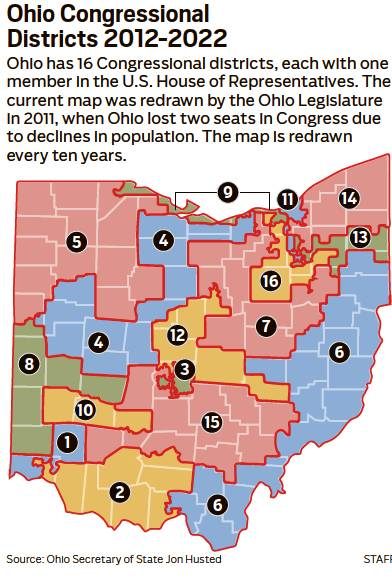 Ohio Congressional
Districts 2012-2022
Ohio has 16 Congressional districts, each with one
member in the U.S. House of Representatives. The
current map was redrawn by the Ohio Legislature
in 2011, when Ohio lost two seats in Congress due
to declines in population. The map is redrawn
every ten years.
9
11
14
5
4
13
16
7
12
4
6
8
3
10
15
1
2
6
Source: Ohio Secretary of State Jon Husted
STAFF